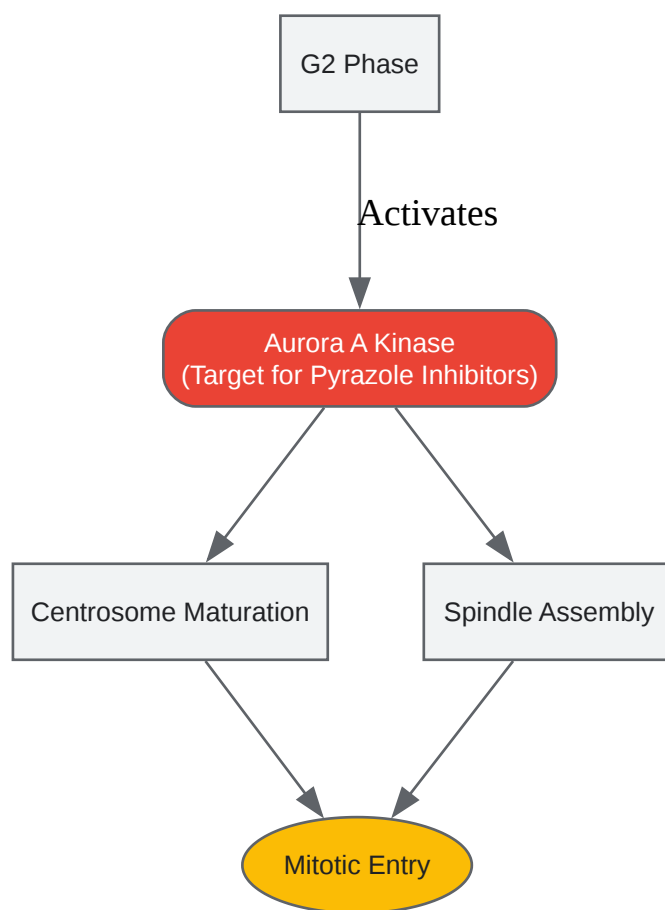 G2 Phase
Activates
Aurora A Kinase
(Target for Pyrazole Inhibitors)
Centrosome Maturation
Spindle Assembly
Mitotic Entry